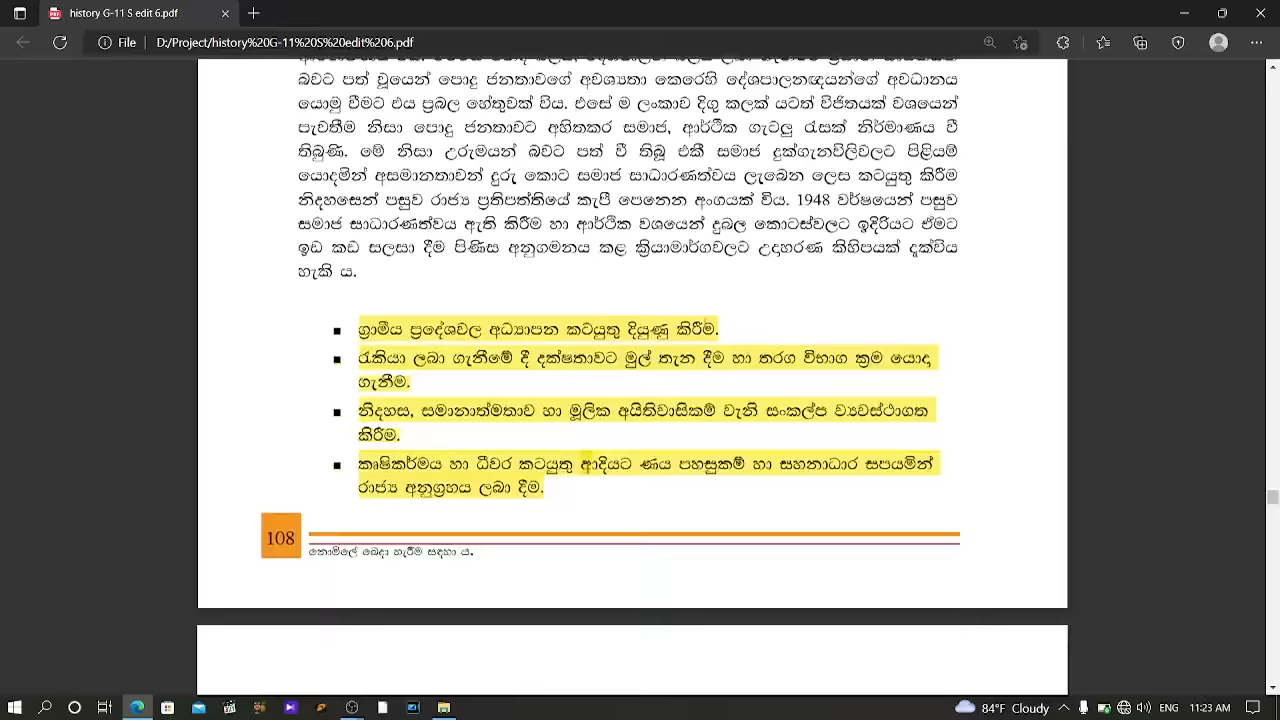 history G-11 S edit 6.pdf
File D:/Project/history%20G-11%20S%20edit%206.pdf
බවට පත් වූයෙන් පොදු ජනතාවගේ අවශ්‍යතා කෙරෙහි දේශපාලනඥයන්ගේ අවධානය
යොමු වීමට එය ප්‍රබල හේතුවක් විය. එසේ ම ලංකාව දිගු කලක් යටත් විජිතයක් වශයෙන්
පැවතීම නිසා පොදු ජනතාවට අහිතකර සමාජ, ආර්ථික ගැටලු රැසක් නිර්මාණය වී
තිබුණි. මේ නිසා උරුමයන් බවට පත් වී තිබූ එකී සමාජ දුක්ගැනවිලිවලට පිළියම්
යොදමින් අසමානතාවන් දුරු කොට සමාජ සාධාරණත්වය ලැබෙන ලෙස කටයුතු කිරීම
නිදහසෙන් පසුව රාජ්‍ය ප්‍රතිපත්තියේ කැපී පෙනෙන අංගයක් විය. 1948 වර්ෂයෙන් පසුව
සමාජ සාධාරණත්වය ඇති කිරීම හා ආර්ථික වශයෙන් දුබල කොටස්වලට ඉදිරියට ඒමට
ඉඩ කඩ සලසා දීම පිණිස අනුගමනය කළ ක්‍රියාමාර්ගවලට උදාහරණ කිහිපයක් දැක්විය
හැකි ය.
■ ග්‍රාමීය ප්‍රදේශවල අධ්‍යාපන කටයුතු දියුණු කිරීම.
■ රැකියා ලබා ගැනීමේ දී දක්ෂතාවට මුල් තැන දීම හා තරග විභාග ක්‍රම යොදා
ගැනීම.
■ නිදහස, සමානාත්මතාව හා මූලික අයිතිවාසිකම් වැනි සංකල්ප ව්‍යවස්ථාගත
කිරීම.
■ කෘෂිකර්මය හා ධීවර කටයුතු ආදියට ණය පහසුකම් හා සහනාධාර සපයමින්
රාජ්‍ය අනුග්‍රහය ලබා දීම.
108
නොමිලේ බෙදා හැරීම සඳහා ය.
84°F Cloudy ENG 11:23 AM